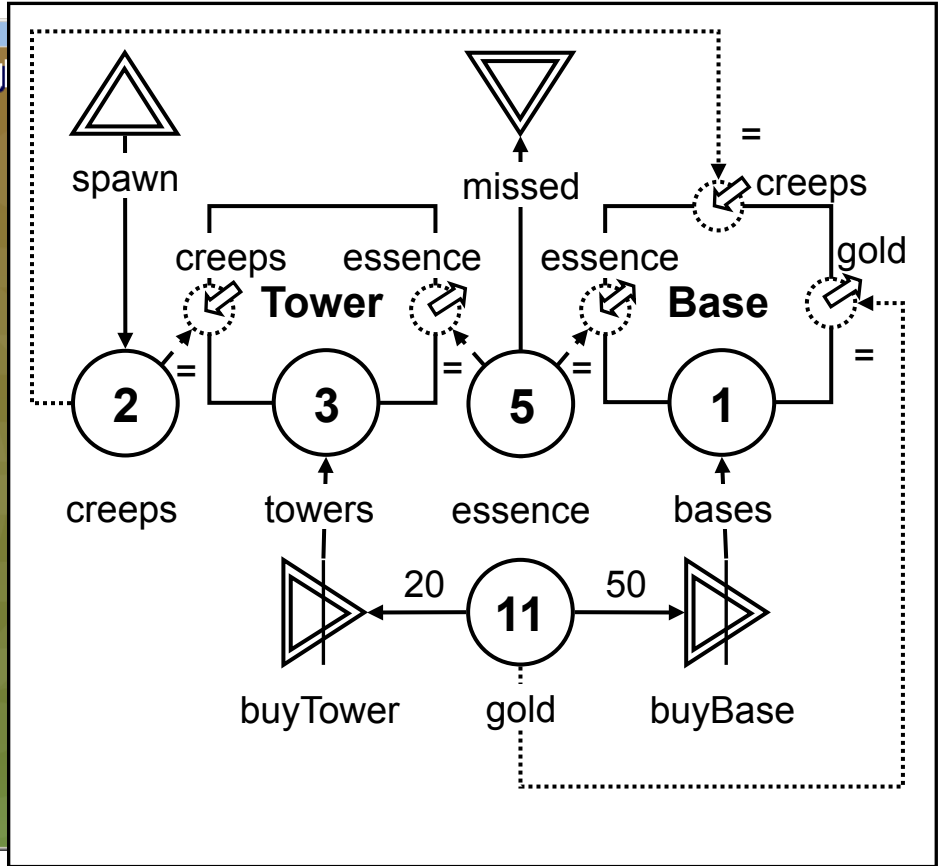 =
spawn
missed
creeps
gold
creeps
essence
essence
Tower
Base
=
=
=
=
2
3
5
1
creeps
towers
essence
bases
20
11
50
buyTower
gold
buyBase